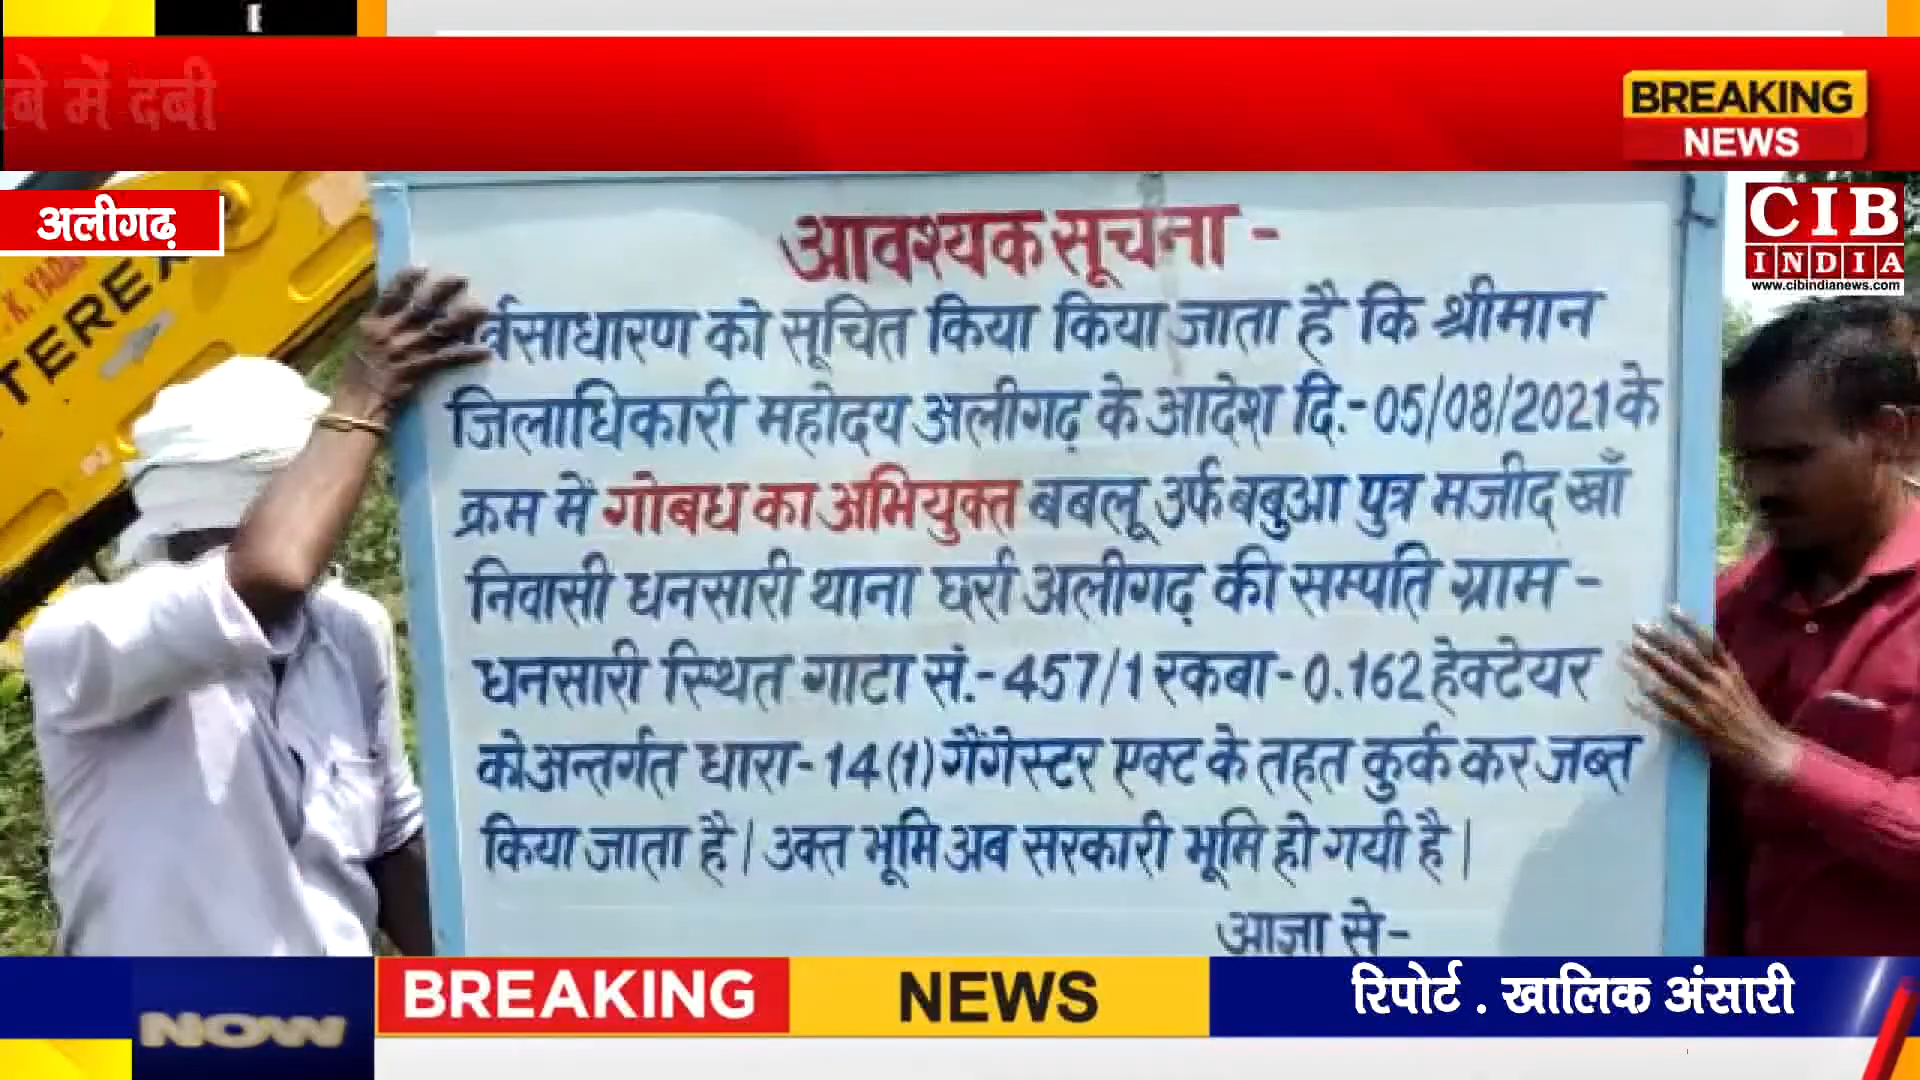 में दबी
BREAKING
NEWS
अलीगढ़
CIB
INDIA
www.cibindianews.com
K. YADAV
TEREX
आवश्यक सूचना -
र्वसाधारण को सूचित किया किया जाता है कि श्रीमान
जिलाधिकारी महोदय अलीगढ़ के आदेश दि.-05/08/2021 के
क्रम में गोबध का अभियुक्त बबलू उर्फ बबुआ पुत्र मजीद खाँ
निवासी धनसारी थाना छर्रा अलीगढ़ की सम्पति ग्राम -
धनसारी स्थित गाटा सं.-457/1 रकबा-0.162 हेक्टेयर
को अन्तर्गत धारा-14(1) गैंगेस्टर एक्ट के तहत कुर्क कर जब्त
किया जाता है। उक्त भूमि अब सरकारी भूमि हो गयी है।
आज्ञा से-
NOW
BREAKING NEWS
रिपोर्ट . खालिक अंसारी